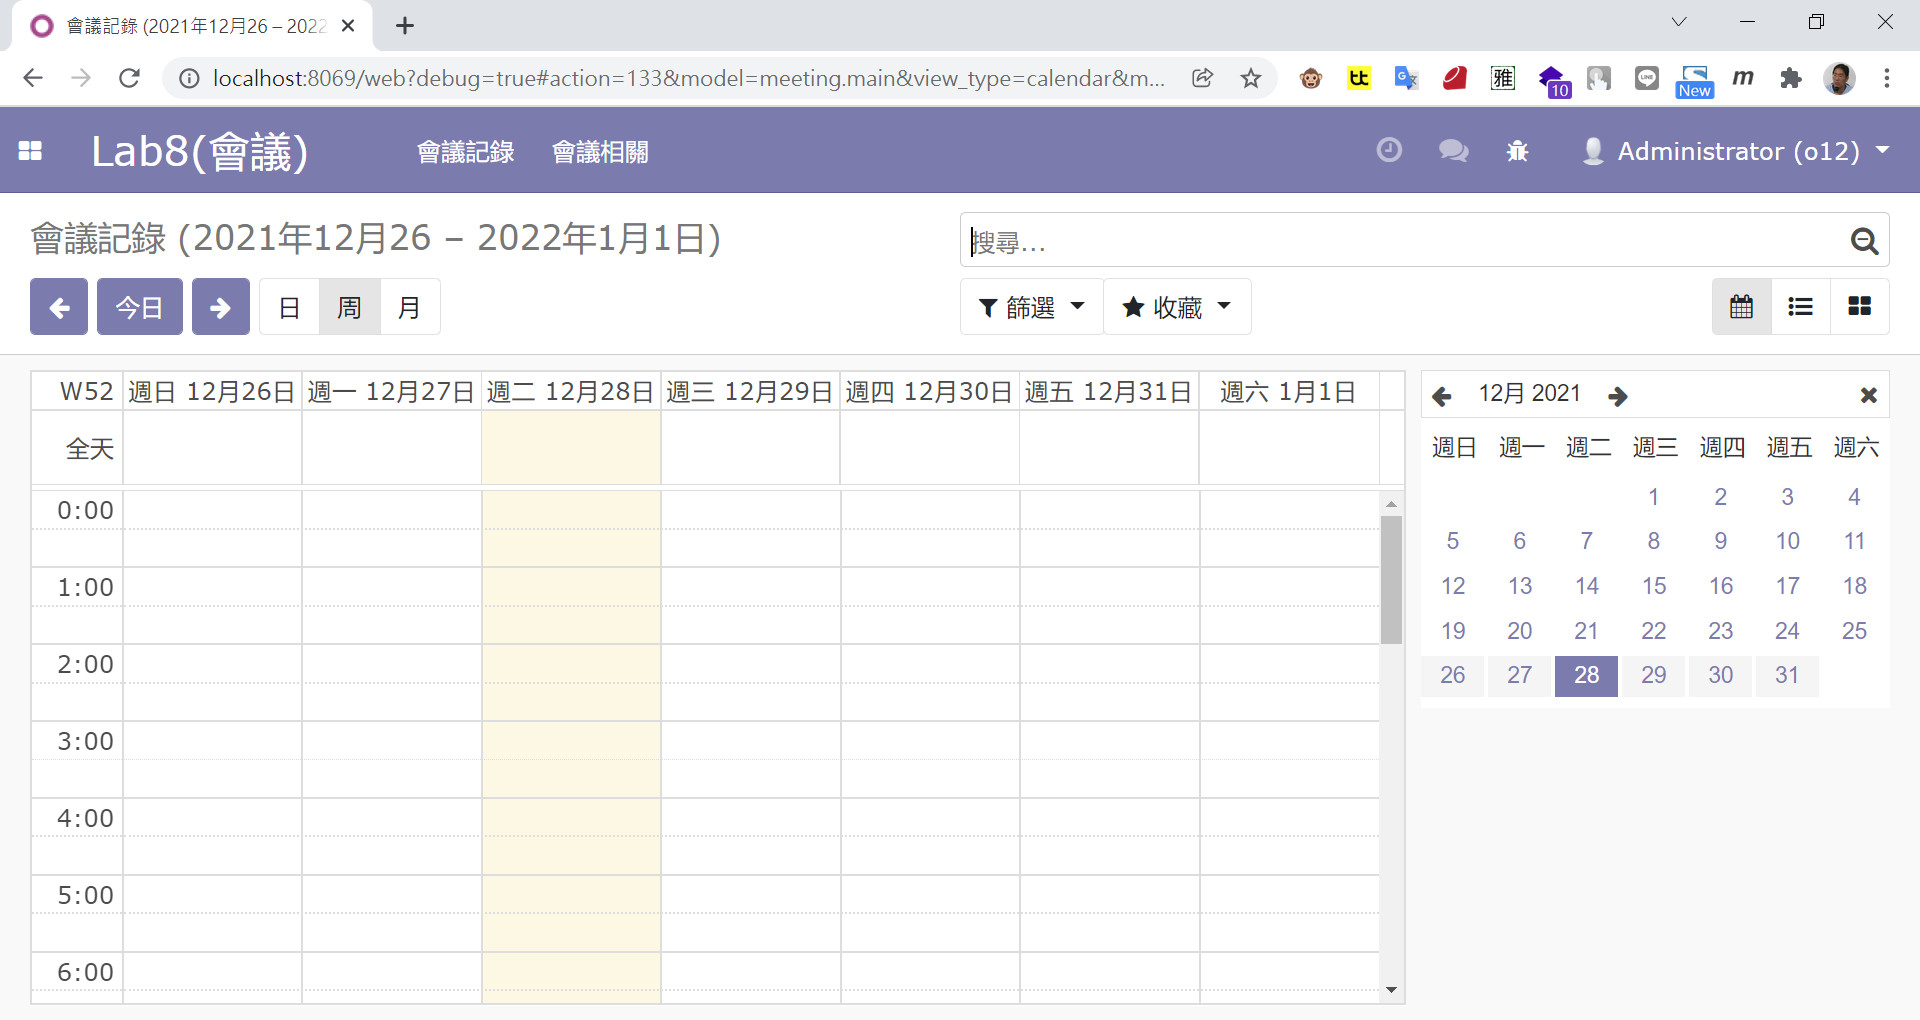 會議記錄 (2021年12月26 – 2022
localhost:8069/web?debug=true#action=133&model=meeting.main&view_type=calendar&m...
tt
雅
10
LINE
New
m
Lab8(會議)
會議記錄
會議相關
Administrator (o12)
會議記錄 (2021年12月26 – 2022年1月1日)
搜尋...
今日
日
周
月
篩選
收藏
W52
週日 12月26日
週一 12月27日
週二 12月28日
週三 12月29日
週四 12月30日
週五 12月31日
週六 1月1日
全天
0:00
1:00
2:00
3:00
4:00
5:00
6:00
12月 2021
週日 週一 週二 週三 週四 週五 週六
1 2 3 4
5 6 7 8 9 10 11
12 13 14 15 16 17 18
19 20 21 22 23 24 25
26 27 28 29 30 31